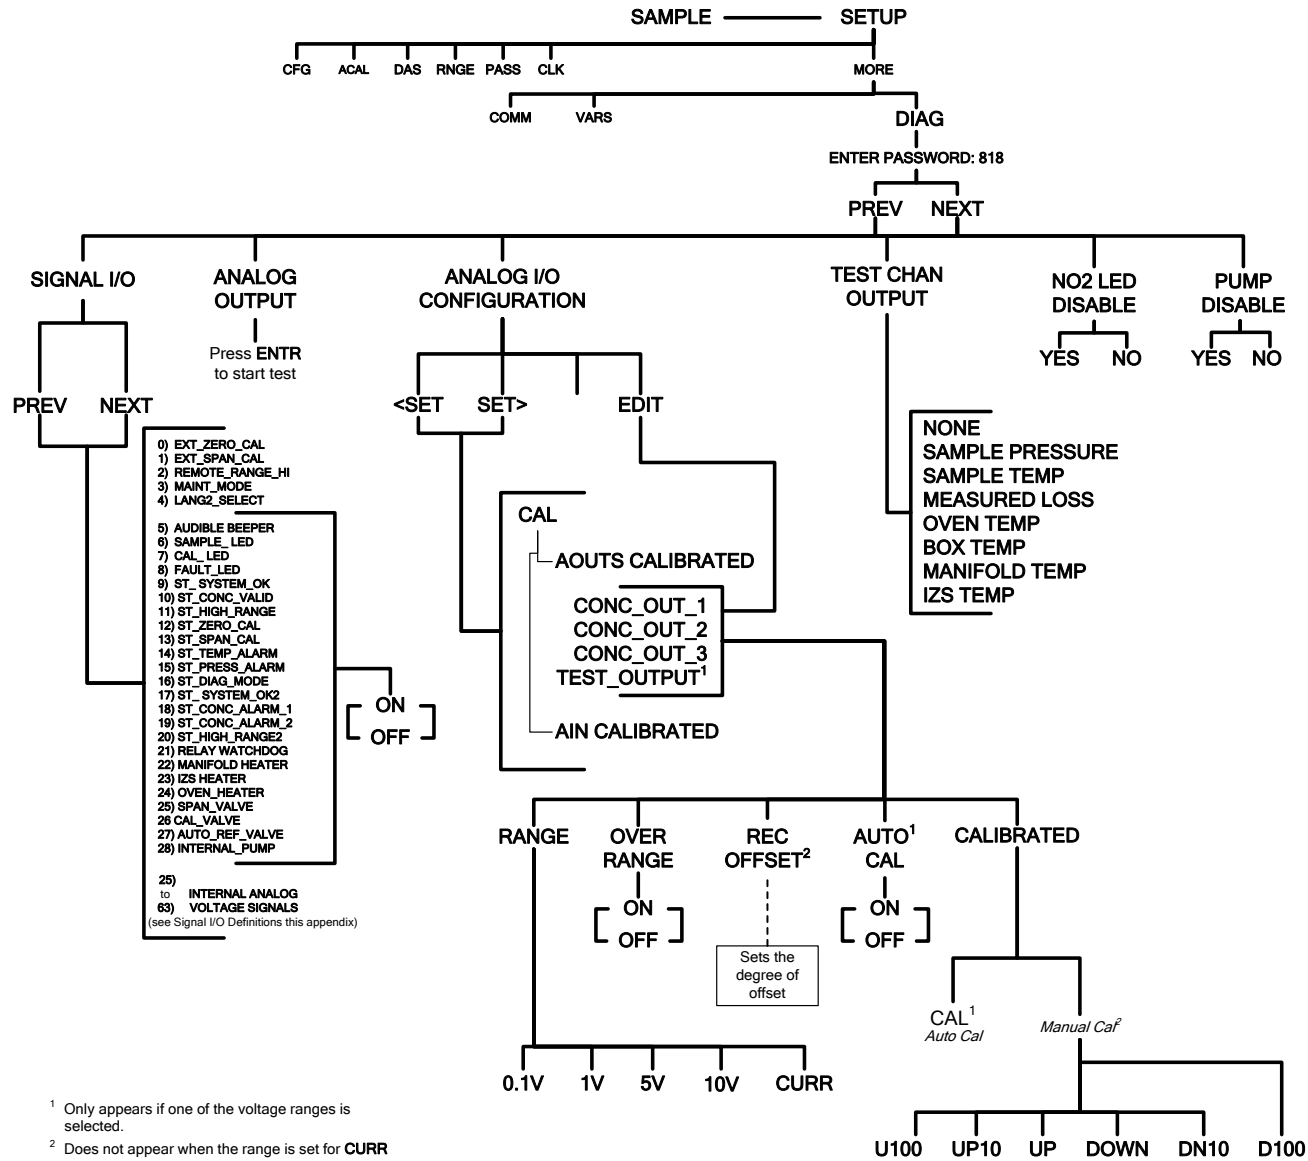 SAMPLE SETUP
CFG ACAL DAS RNGE PASS CLK MORE
COMM VARS
DIAG
ENTER PASSWORD: 818
PREV NEXT
SIGNAL I/O
PREV NEXT
0) EXT_ZERO_CAL
1) EXT_SPAN_CAL
2) REMOTE_RANGE_HI
3) MAINT_MODE
4) LANG2_SELECT
5) AUDIBLE BEEPER
6) SAMPLE_ LED
7) CAL_ LED
8) FAULT_LED
9) ST_ SYSTEM_OK
10) ST_CONC_VALID
11) ST_HIGH_RANGE
12) ST_ZERO_CAL
13) ST_SPAN_CAL
14) ST_TEMP_ALARM
15) ST_PRESS_ALARM
16) ST_DIAG_MODE
17) ST_ SYSTEM_OK2
18) ST_CONC_ALARM_1
19) ST_CONC_ALARM_2
20) ST_HIGH_RANGE2
21) RELAY WATCHDOG
22) MANIFOLD HEATER
23) IZS HEATER
24) OVEN_HEATER
25) SPAN_VALVE
26 CAL_VALVE
27) AUTO_REF_VALVE
28) INTERNAL_PUMP
25)
to INTERNAL ANALOG
63) VOLTAGE SIGNALS
(see Signal I/O Definitions this appendix)
ON
OFF
ANALOG
OUTPUT
Press ENTR
to start test
ANALOG I/O
CONFIGURATION
<SET SET> EDIT
CAL
AOUTS CALIBRATED
CONC_OUT_1
CONC_OUT_2
CONC_OUT_3
TEST_OUTPUT1
AIN CALIBRATED
TEST CHAN
OUTPUT
NONE
SAMPLE PRESSURE
SAMPLE TEMP
MEASURED LOSS
OVEN TEMP
BOX TEMP
MANIFOLD TEMP
IZS TEMP
NO2 LED
DISABLE
YES NO
PUMP
DISABLE
YES NO
RANGE
0.1V 1V 5V 10V CURR
OVER
RANGE
ON
OFF
REC
OFFSET2
Sets the
degree of
offset
AUTO1
CAL
ON
OFF
CALIBRATED
CAL1
Auto Cal
Manual Cal2
U100 UP10 UP DOWN DN10 D100
1 Only appears if one of the voltage ranges is
selected.
2 Does not appear when the range is set for CURR